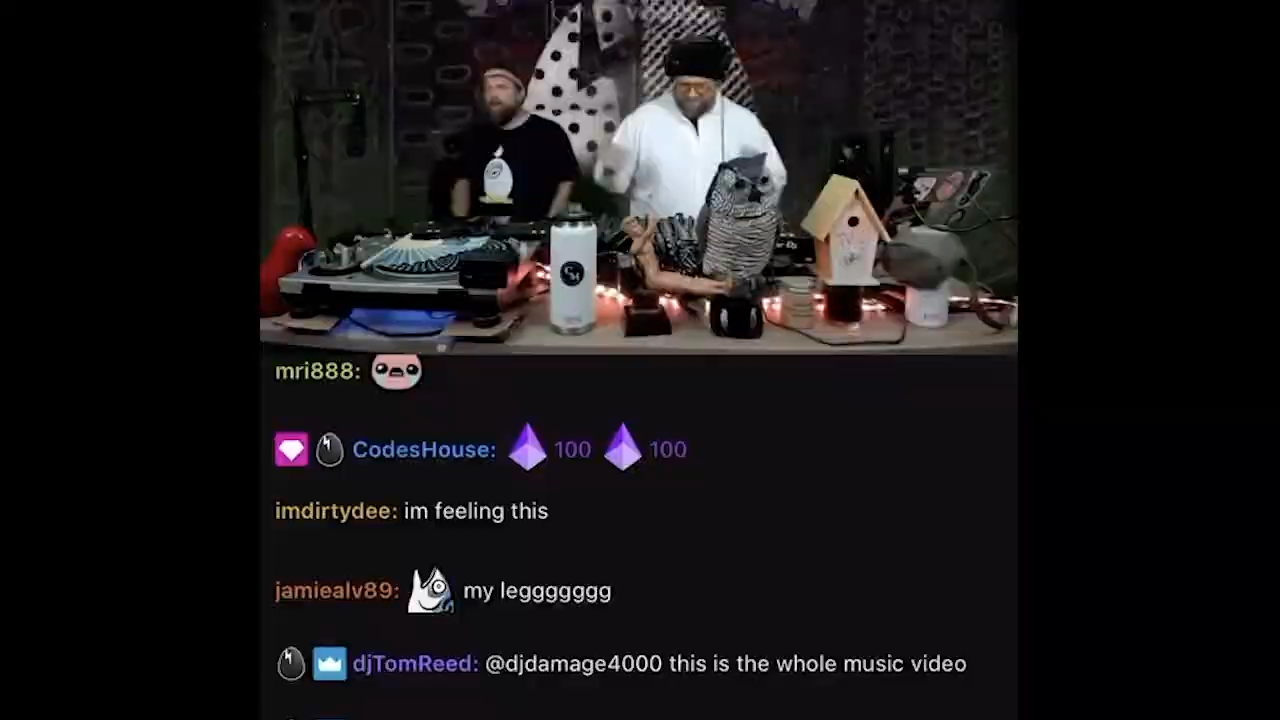 mri888:
CodesHouse: 100 100
imdirtydee: im feeling this
jamiealv89: my leggggggg
djTomReed: @djdamage4000 this is the whole music video